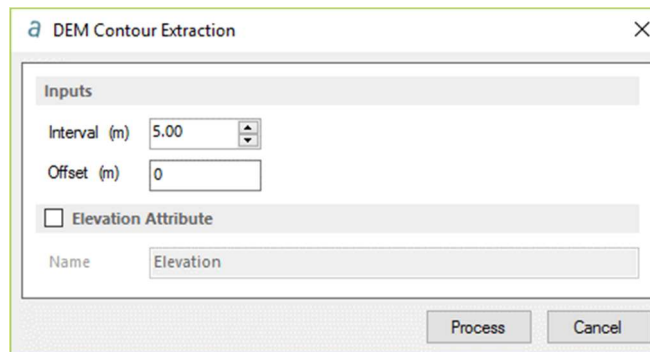 a DEM Contour Extraction
Inputs
Interval (m) 5.00
Offset (m) 0
Elevation Attribute
Name Elevation
Process Cancel